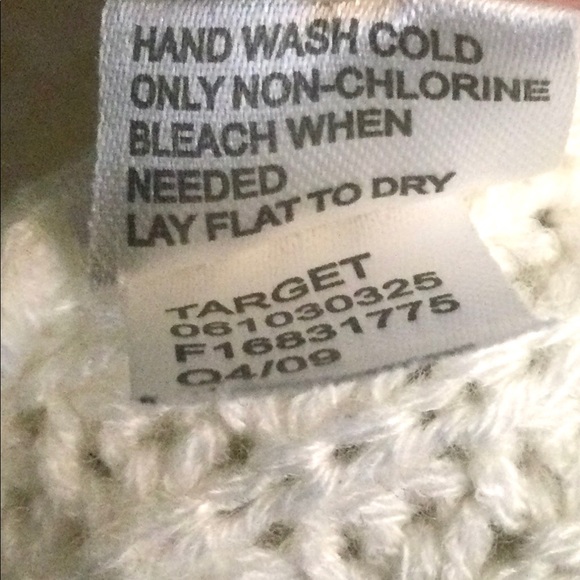 HAND WASH COLD
ONLY NON-CHLORINE
BLEACH WHEN
NEEDED
LAY FLAT TO DRY
TARGET
061030325
F16831775
Q4/09